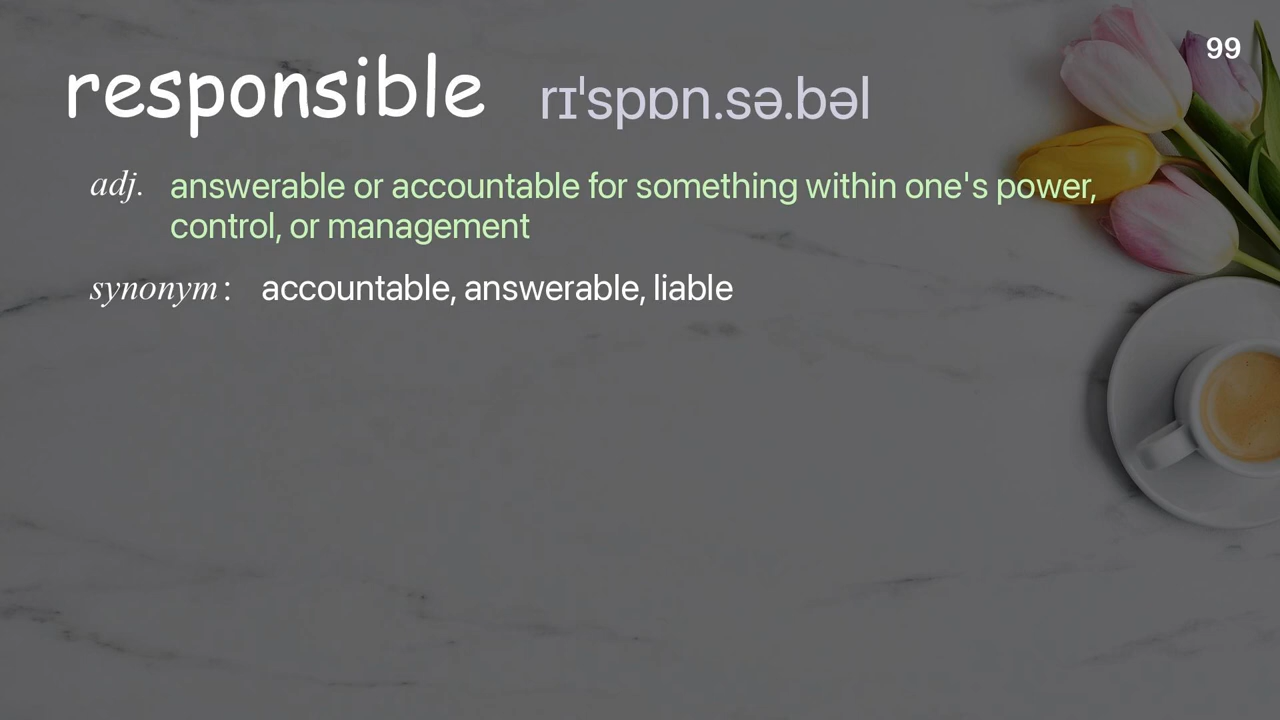 99
responsible rɪˈspɒn.sə.bəl
adj. answerable or accountable for something within one's power,
control, or management
synonym : accountable, answerable, liable